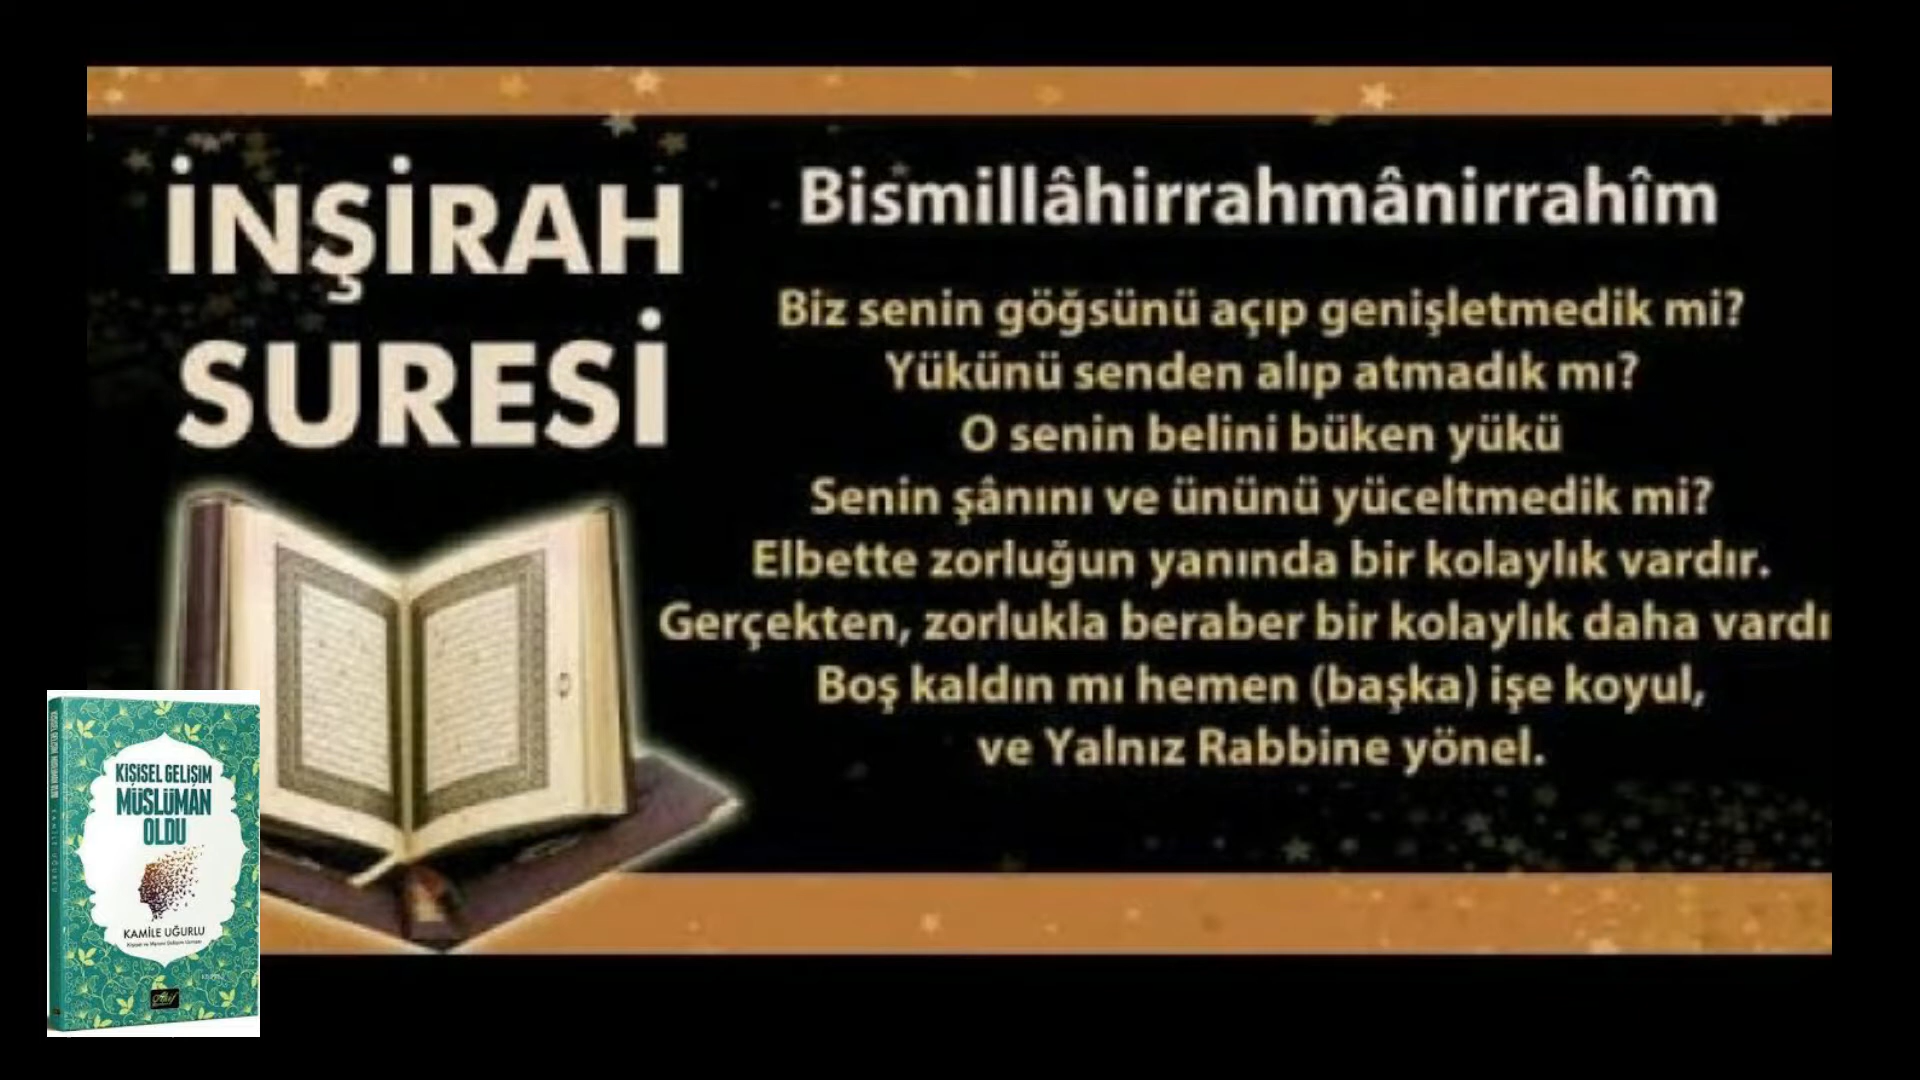 İNŞİRAH
SURESİ
Bismillâhirrahmânirrahîm
Biz senin göğsünü açıp genişletmedik mi?
Yükünü senden alıp atmadık mı?
O senin belini büken yükü
Senin şânını ve ününü yüceltmedik mi?
Elbette zorluğun yanında bir kolaylık vardır.
Gerçekten, zorlukla beraber bir kolaylık daha vardı
Boş kaldın mı hemen (başka) işe koyul,
ve Yalnız Rabbine yönel.
KİŞİSEL GELİŞİM
MÜSLÜMAN
OLDU
KAMİLE UĞURLU